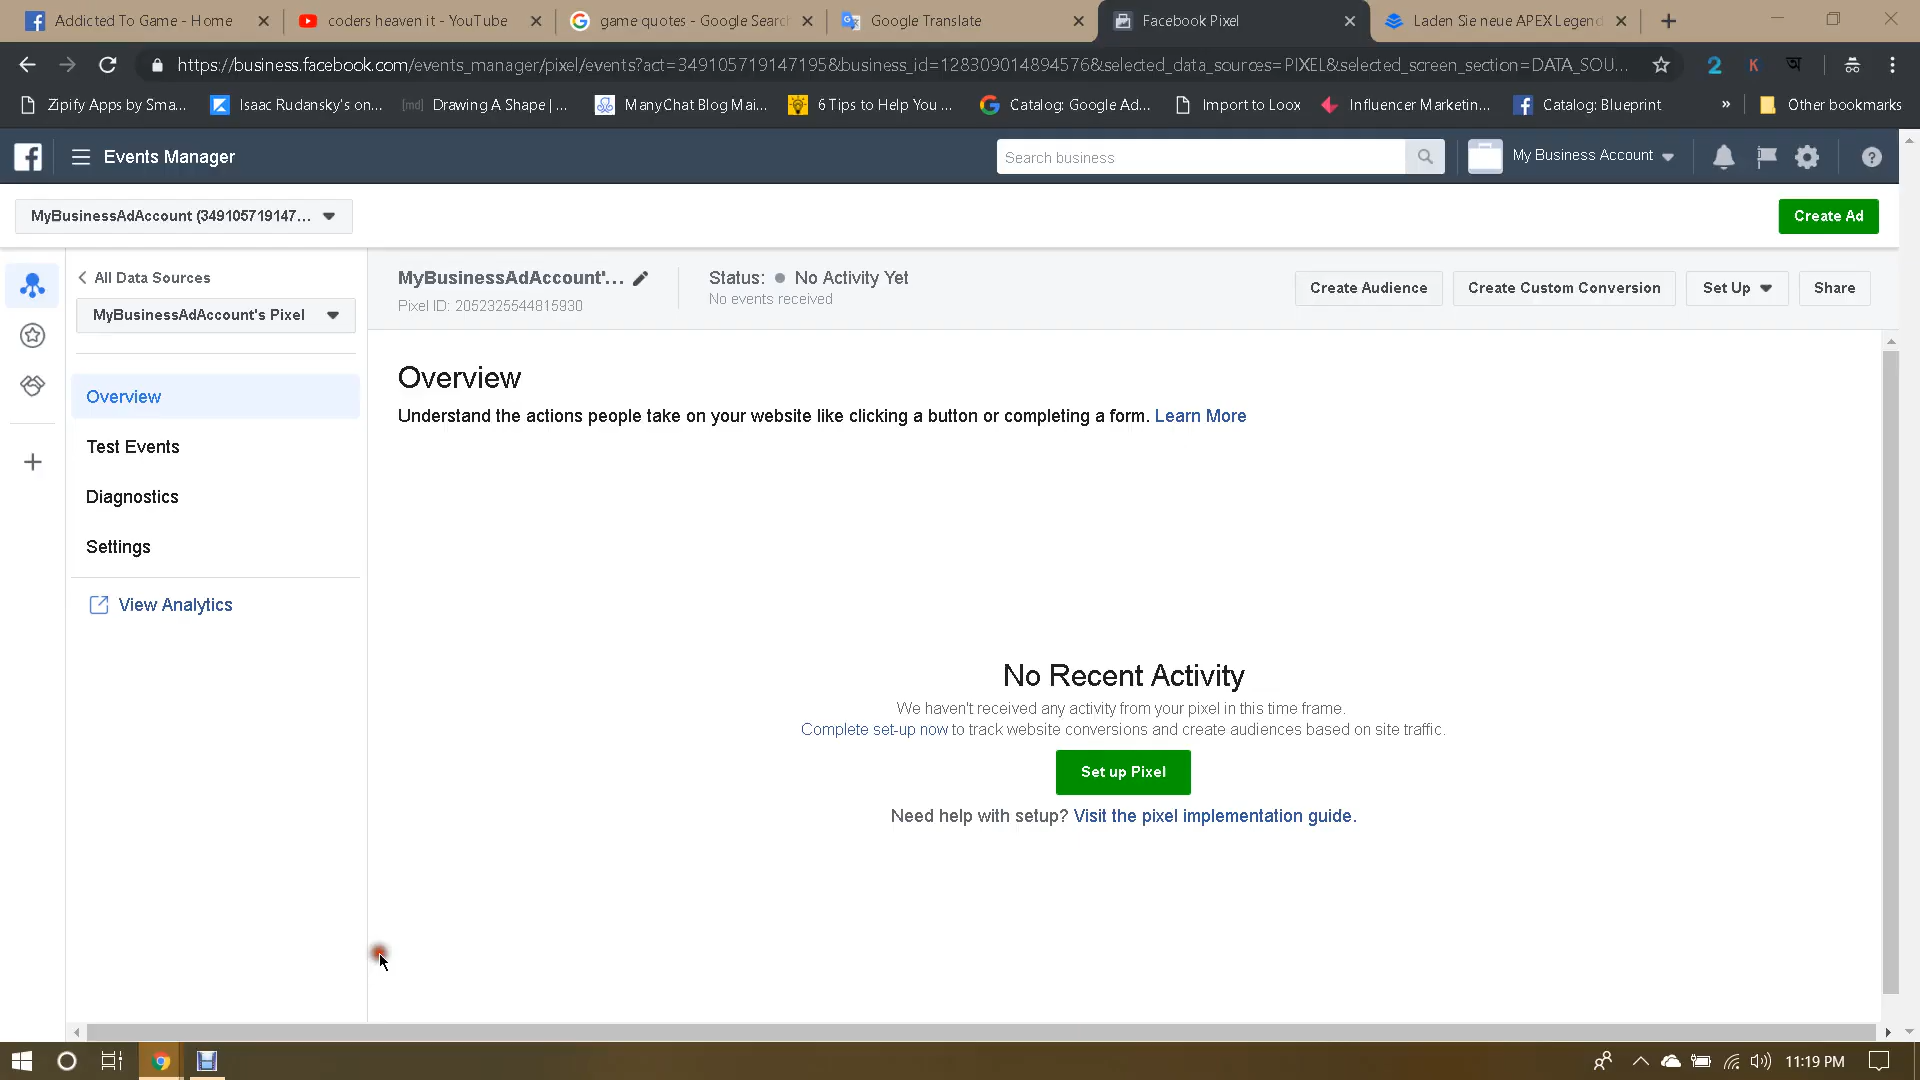 Addicted To Game - Home
coders heaven it - YouTube
game quotes - Google Searc
Google Translate
Facebook Pixel
Laden Sie neue APEX Legend
https://business.facebook.com/events_manager/pixel/events?act=349105719147195&business_id=128309014894576&selected_data_sources=PIXEL&selected_screen_section=DATA_SOU...
2
K
অ
Zipify Apps by Sma...
Isaac Rudansky's on...
[md]
Drawing A Shape | ...
ManyChat Blog Mai...
6 Tips to Help You ...
Catalog: Google Ad...
Import to Loox
Influencer Marketin...
Catalog: Blueprint
»
Other bookmarks
Events Manager
Search business
My Business Account
MyBusinessAdAccount (349105719147...
Create Ad
All Data Sources
MyBusinessAdAccount's Pixel
Overview
Test Events
Diagnostics
Settings
View Analytics
MyBusinessAdAccount'...
Pixel ID: 2052325544815930
Status: No Activity Yet
No events received
Create Audience
Create Custom Conversion
Set Up
Share
Overview
Understand the actions people take on your website like clicking a button or completing a form. Learn More
No Recent Activity
We haven't received any activity from your pixel in this time frame.
Complete set-up now to track website conversions and create audiences based on site traffic.
Set up Pixel
Need help with setup? Visit the pixel implementation guide.
11:19 PM